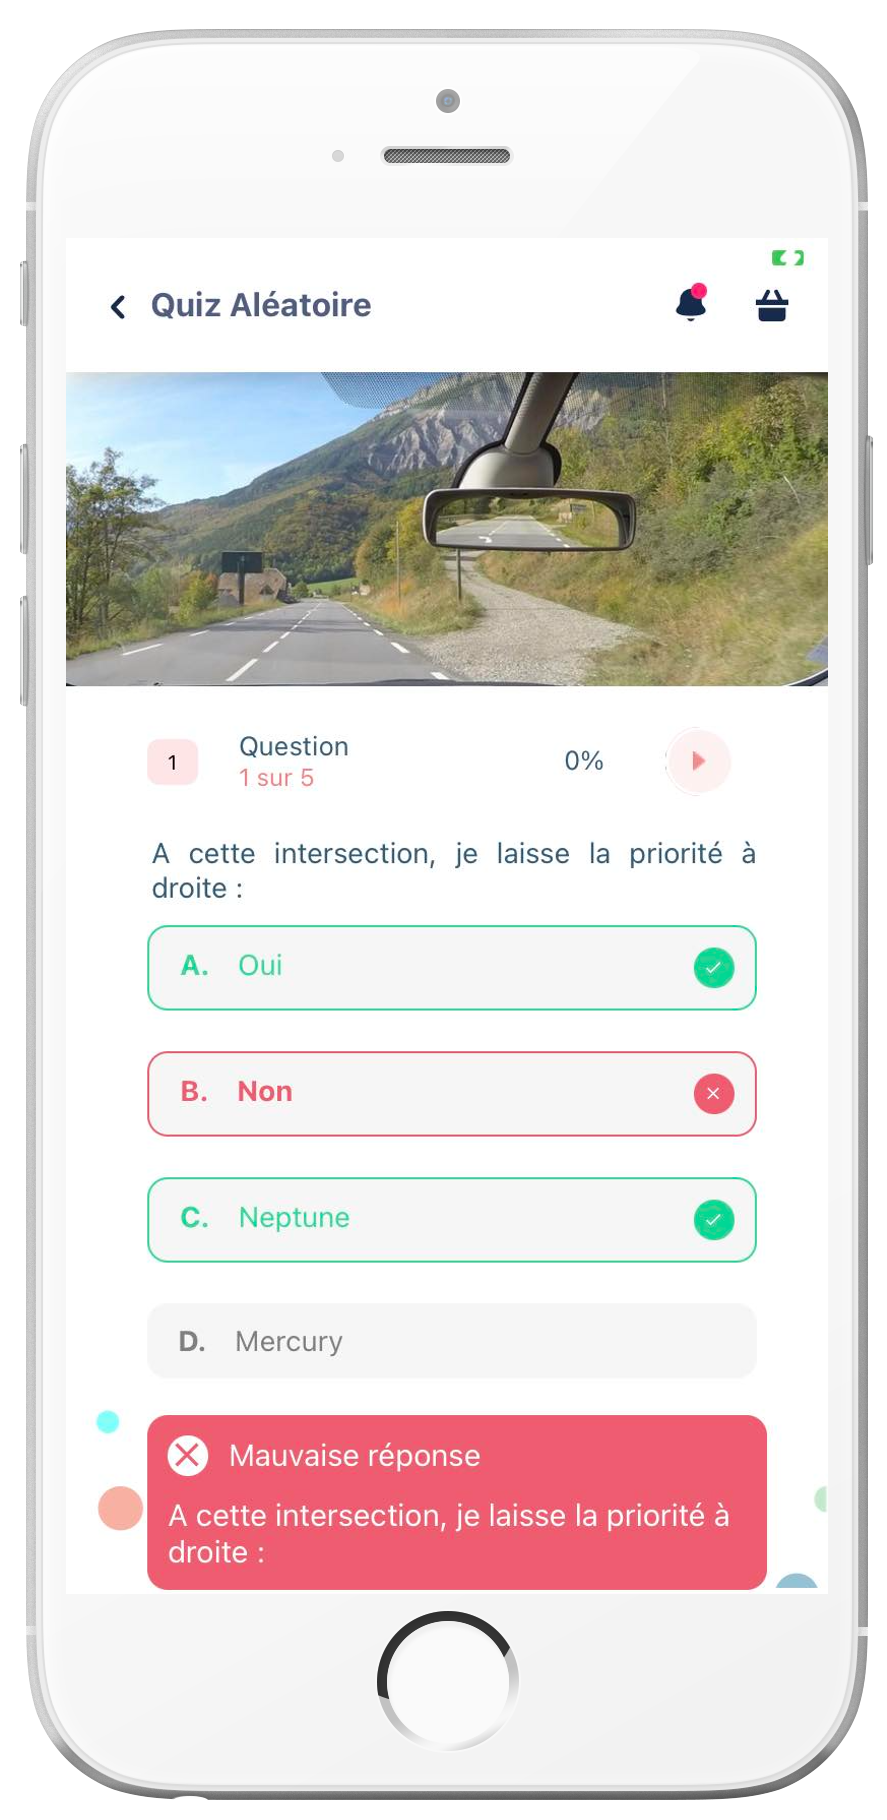 Quiz Aléatoire
1
Question
1 sur 5
0%
A cette intersection, je laisse la priorité à
droite :
A. Oui
B. Non
C. Neptune
D. Mercury
Mauvaise réponse
A cette intersection, je laisse la priorité à
droite :